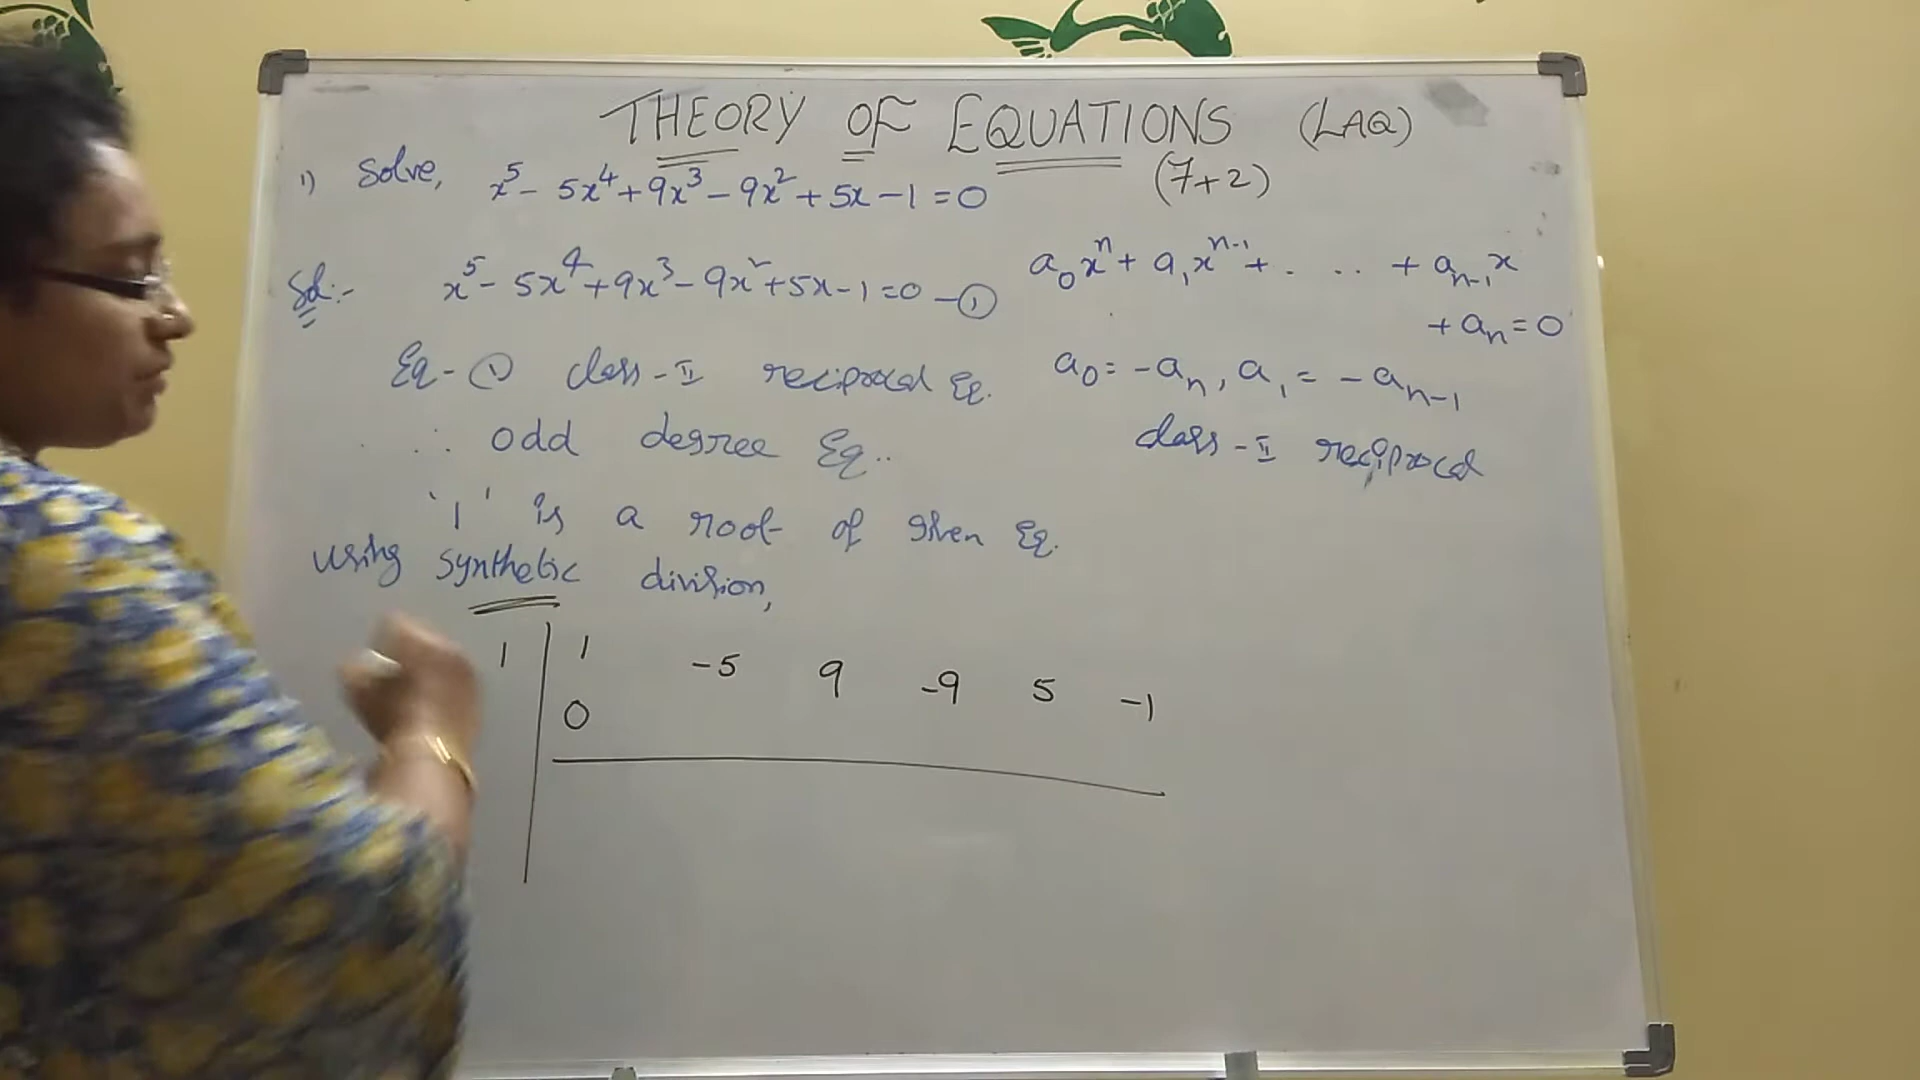 THEORY OF EQUATIONS (LAQ)
(7+2)
1) Solve, x⁵ - 5x⁴ + 9x³ - 9x² + 5x - 1 = 0
Sol:- x⁵ - 5x⁴ + 9x³ - 9x² + 5x - 1 = 0 - ①
Eq - ① class - II reciprocal Eq.
∴ odd degree Eq..
'1' is a root of given Eq.
using synthetic division,
1 | 1 -5 9 -9 5 -1
0
a₀xⁿ + a₁xⁿ⁻¹ + . . . + aₙ₋₁x
+ aₙ = 0
a₀ = -aₙ, a₁ = -aₙ₋₁
class - II reciprocal